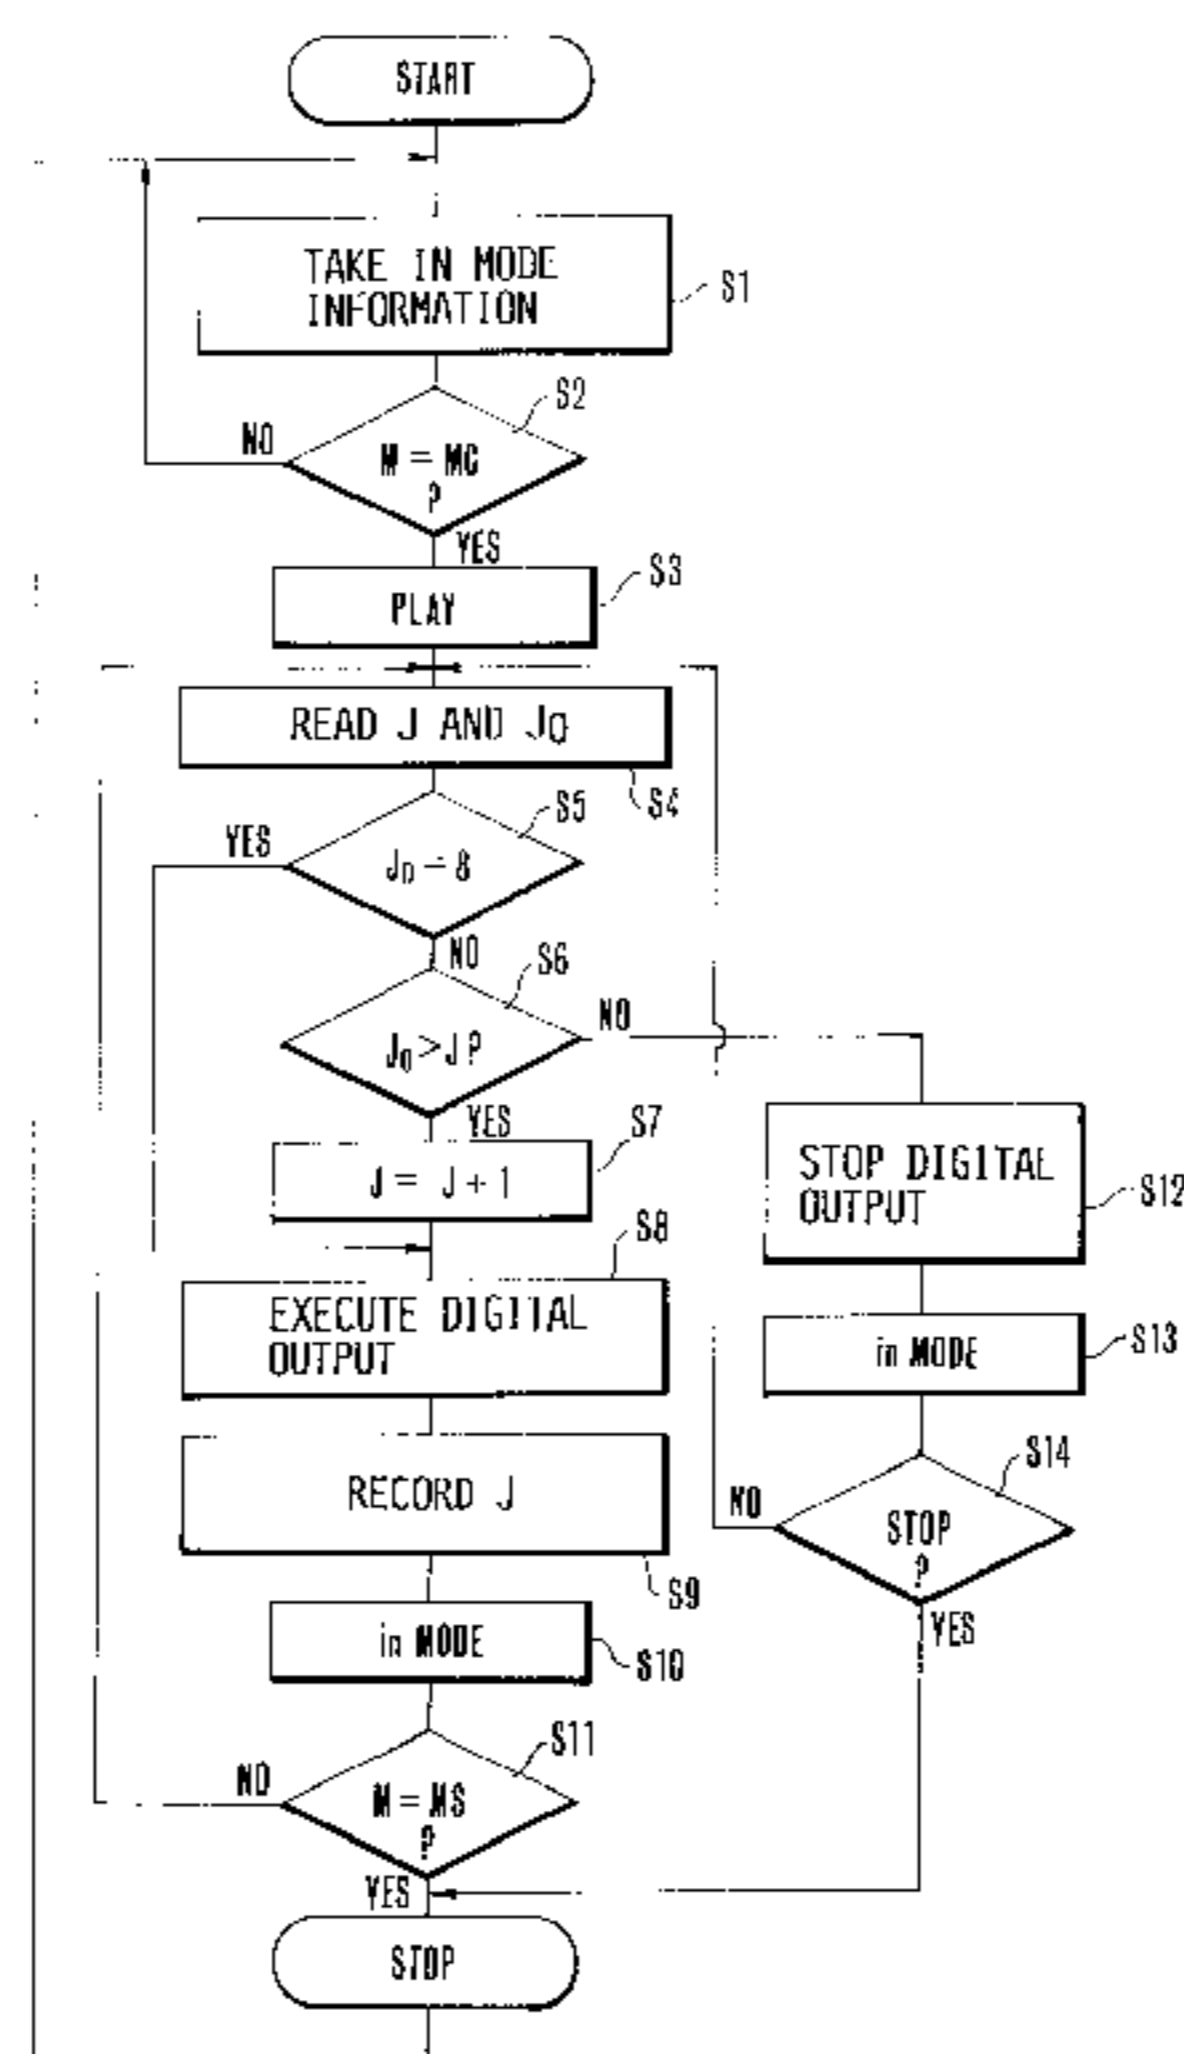 START
TAKE IN MODE
INFORMATION
S1
S2
NO
M = MC
?
YES
PLAY
S3
READ J AND J0
S4
S5
YES
J0 = 8
NO
S6
NO
J0 > J ?
YES
S7
J = J + 1
STOP DIGITAL
OUTPUT
S12
S8
EXECUTE DIGITAL
OUTPUT
in MODE
S13
RECORD J
S9
S14
NO
STOP
?
YES
in MODE
S10
S11
NO
M = MS
?
YES
STOP